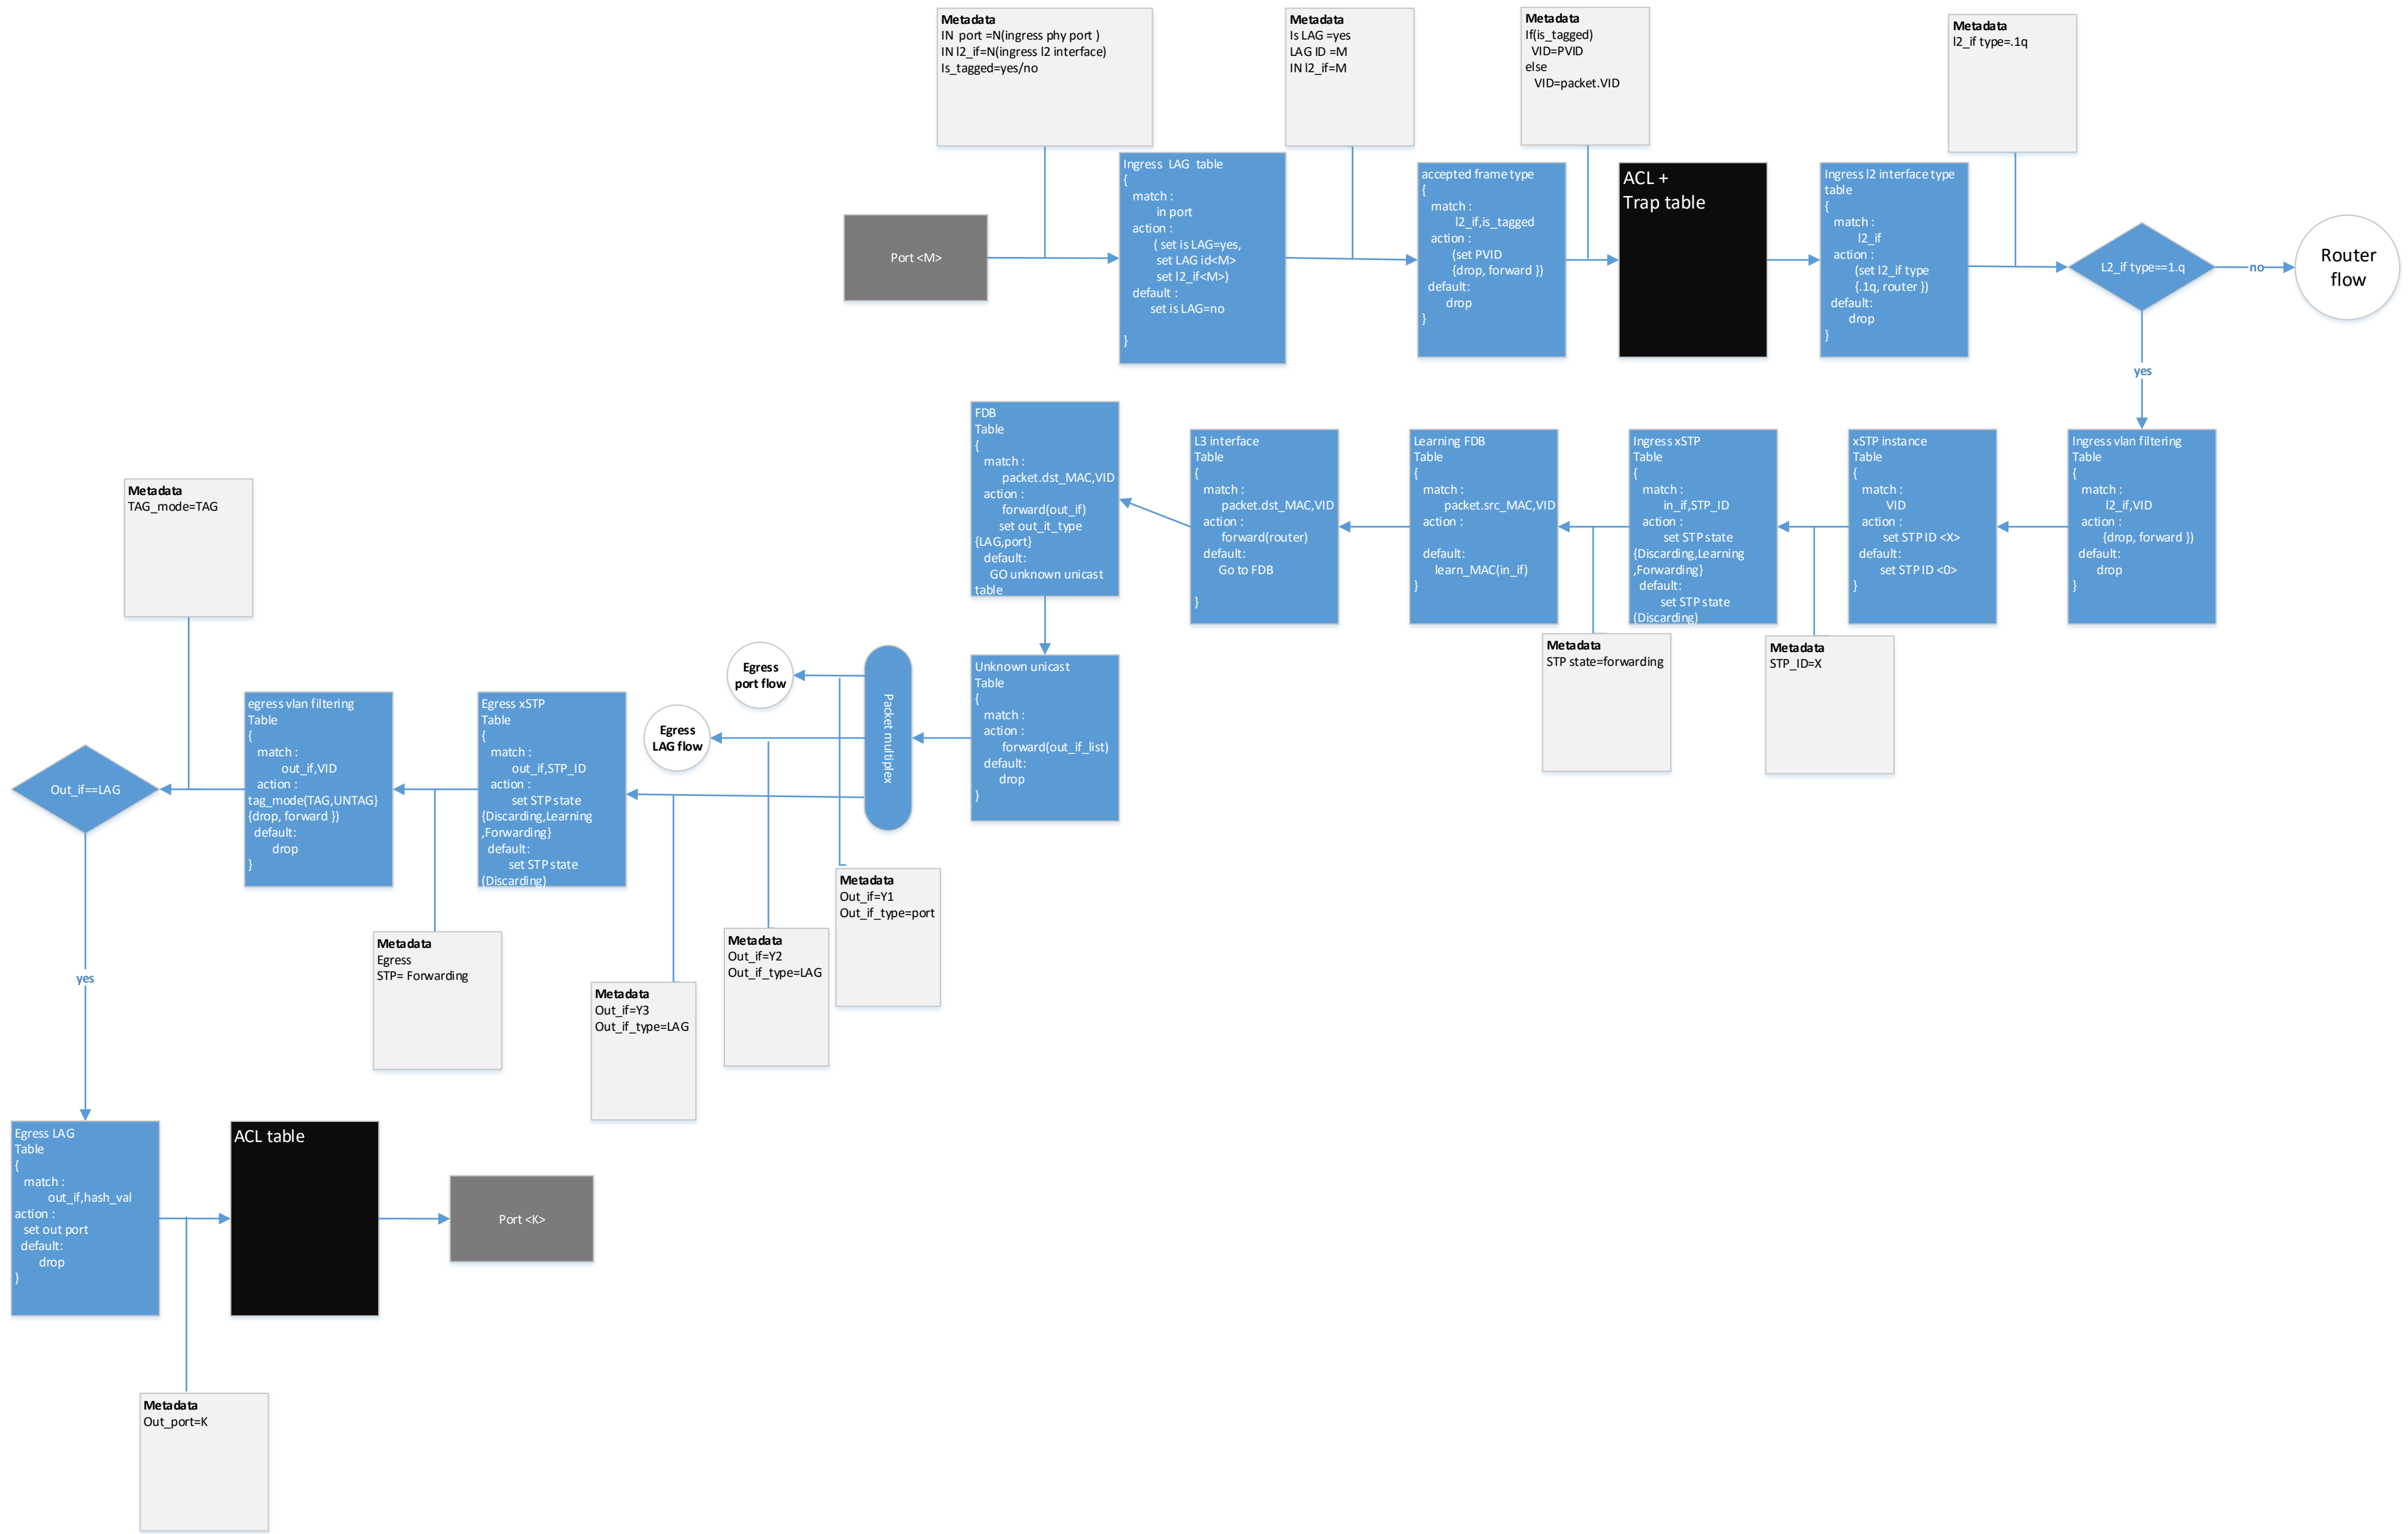 Metadata
IN port =N(ingress phy port )
IN l2_if=N(ingress l2 interface)
Is_tagged=yes/no
Metadata
Is LAG =yes
LAG ID =M
IN l2_if=M
Metadata
If(is_tagged)
VID=PVID
else
VID=packet.VID
Metadata
l2_if type=.1q
Port <M>
Ingress LAG table
{
match :
in port
action :
( set is LAG=yes,
set LAG id<M>
set l2_if<M>)
default :
set is LAG=no
}
accepted frame type
{
match :
l2_if,is_tagged
action :
(set PVID
{drop, forward })
default:
drop
}
ACL +
Trap table
Ingress l2 interface type
table
{
match :
l2_if
action :
(set l2_if type
{.1q, router })
default:
drop
}
L2_if type==1.q
no
Router
flow
yes
Ingress vlan filtering
Table
{
match :
l2_if,VID
action :
{drop, forward })
default:
drop
}
xSTP instance
Table
{
match :
VID
action :
set STP ID <X>
default:
set STP ID <0>
}
Metadata
STP_ID=X
Ingress xSTP
Table
{
match :
in_if,STP_ID
action :
set STP state
{Discarding,Learning
,Forwarding}
default:
set STP state
(Discarding)
Metadata
STP state=forwarding
Learning FDB
Table
{
match :
packet.src_MAC,VID
action :
default:
learn_MAC(in_if)
}
L3 interface
Table
{
match :
packet.dst_MAC,VID
action :
forward(router)
default:
Go to FDB
}
FDB
Table
{
match :
packet.dst_MAC,VID
action :
forward(out_if)
set out_it_type
{LAG,port}
default:
GO unknown unicast
table
Unknown unicast
Table
{
match :
action :
forward(out_if_list)
default:
drop
}
Packet multiplex
Egress
port flow
Egress
LAG flow
Metadata
Out_if=Y1
Out_if_type=port
Metadata
Out_if=Y2
Out_if_type=LAG
Metadata
Out_if=Y3
Out_if_type=LAG
Egress xSTP
Table
{
match :
out_if,STP_ID
action :
set STP state
{Discarding,Learning
,Forwarding}
default:
set STP state
(Discarding)
Metadata
Egress
STP= Forwarding
egress vlan filtering
Table
{
match :
out_if,VID
action :
tag_mode(TAG,UNTAG}
{drop, forward })
default:
drop
}
Metadata
TAG_mode=TAG
Out_if==LAG
yes
Egress LAG
Table
{
match :
out_if,hash_val
action :
set out port
default:
drop
}
ACL table
Port <K>
Metadata
Out_port=K